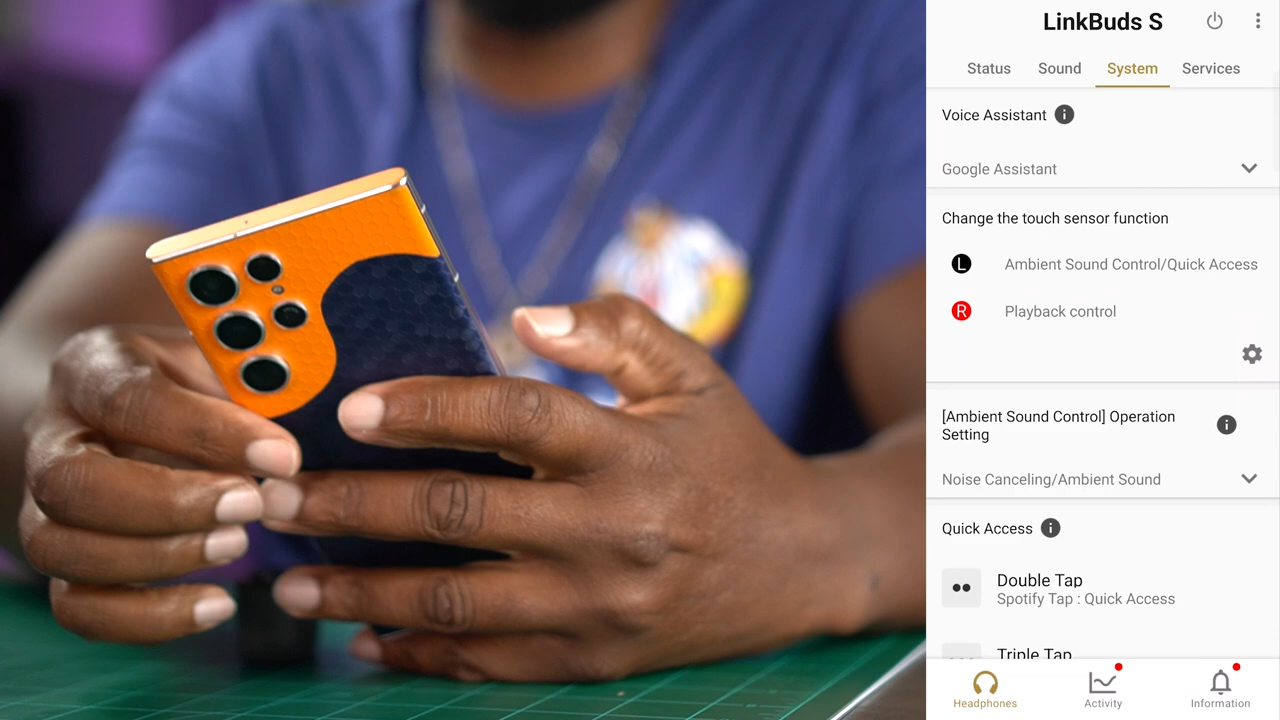 LinkBuds S
Status Sound System Services
Voice Assistant
Google Assistant
Change the touch sensor function
L Ambient Sound Control/Quick Access
R Playback control
[Ambient Sound Control] Operation
Setting
Noise Canceling/Ambient Sound
Quick Access
Double Tap
Spotify Tap : Quick Access
Triple Tap
Headphones Activity Information